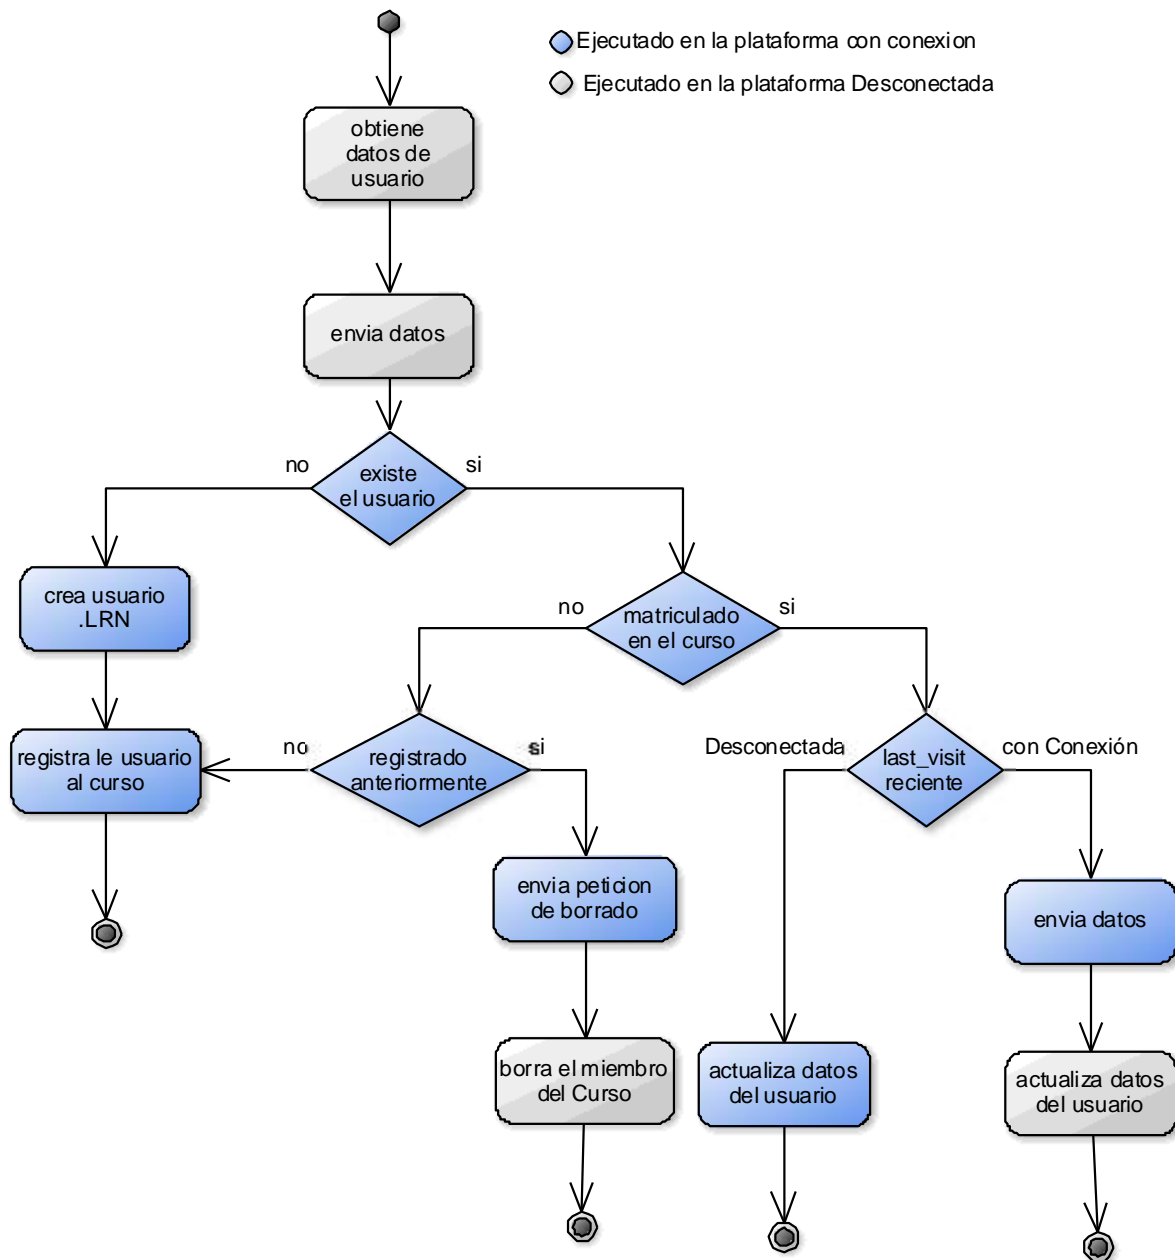 Ejecutado en la plataforma con conexion
Ejecutado en la plataforma Desconectada
obtiene
datos de
usuario
envia datos
no
si
existe
el usuario
crea usuario
.LRN
no
si
matriculado
en el curso
registra le usuario
al curso
no
si
registrado
anteriormente
Desconectada
con Conexión
last_visit
reciente
envia peticion
de borrado
envia datos
borra el miembro
del Curso
actualiza datos
del usuario
actualiza datos
del usuario